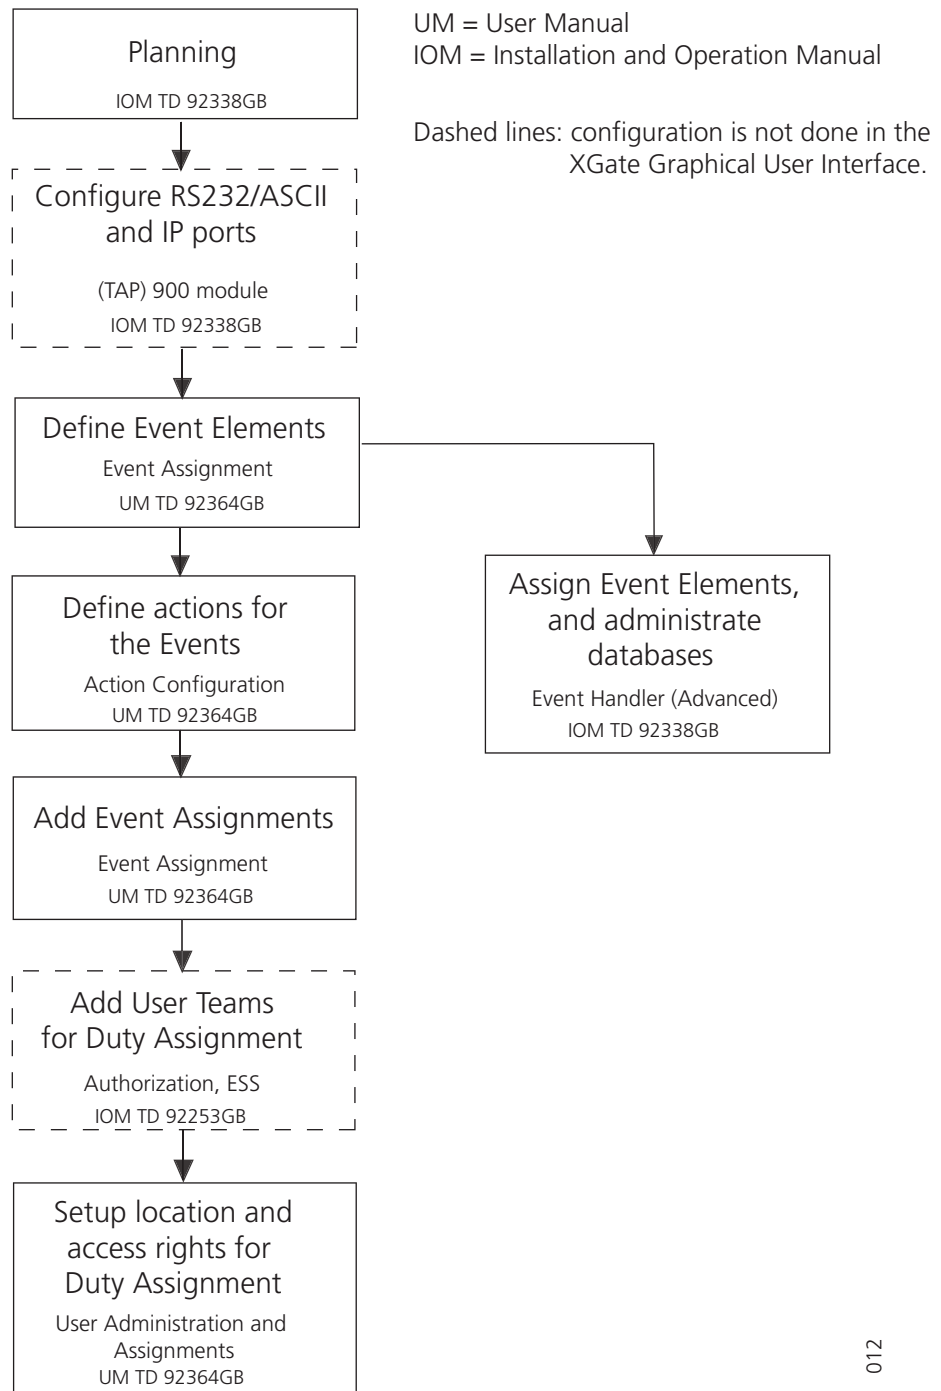 Planning
IOM TD 92338GB
UM = User Manual
IOM = Installation and Operation Manual
Dashed lines: configuration is not done in the
XGate Graphical User Interface.
Configure RS232/ASCII
and IP ports
(TAP) 900 module
IOM TD 92338GB
Define Event Elements
Event Assignment
UM TD 92364GB
Define actions for
the Events
Action Configuration
UM TD 92364GB
Assign Event Elements,
and administrate
databases
Event Handler (Advanced)
IOM TD 92338GB
Add Event Assignments
Event Assignment
UM TD 92364GB
Add User Teams
for Duty Assignment
Authorization, ESS
IOM TD 92253GB
Setup location and
access rights for
Duty Assignment
User Administration and
Assignments
UM TD 92364GB
012